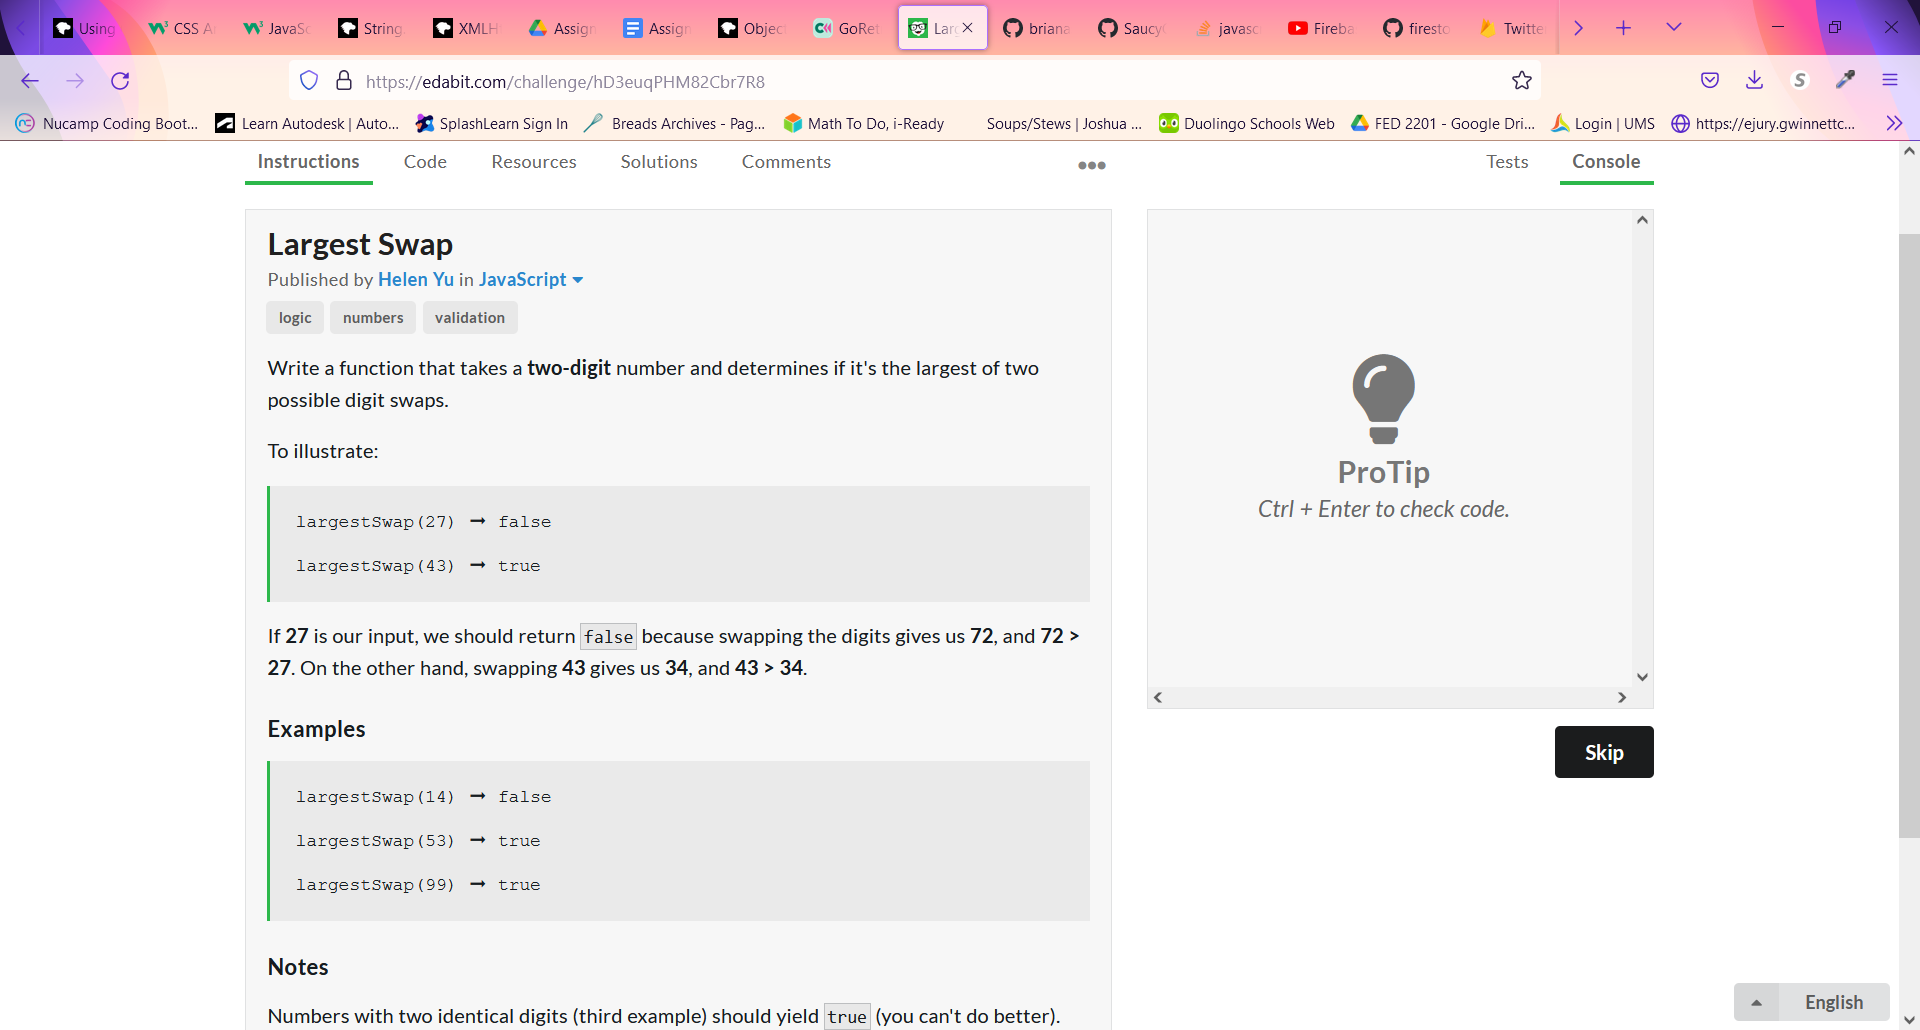 Using CSS A JavaSc String XMLH Assign Assign Objec GoRet Larg briana Saucy javasc Fireba firesto Twitte
https://edabit.com/challenge/hD3euqPHM82Cbr7R8
Nucamp Coding Boot... Learn Autodesk | Auto... SplashLearn Sign In Breads Archives - Pag... Math To Do, i-Ready Soups/Stews | Joshua ... Duolingo Schools Web FED 2201 - Google Dri... Login | UMS https://ejury.gwinnettc...
Instructions Code Resources Solutions Comments ••• Tests Console
Largest Swap
Published by Helen Yu in JavaScript
logic numbers validation
Write a function that takes a two-digit number and determines if it's the largest of two
possible digit swaps.
To illustrate:
largestSwap(27) ➞ false
largestSwap(43) ➞ true
If 27 is our input, we should return false because swapping the digits gives us 72, and 72 >
27. On the other hand, swapping 43 gives us 34, and 43 > 34.
Examples
largestSwap(14) ➞ false
largestSwap(53) ➞ true
largestSwap(99) ➞ true
Notes
Numbers with two identical digits (third example) should yield true (you can't do better).
ProTip
Ctrl + Enter to check code.
Skip
English